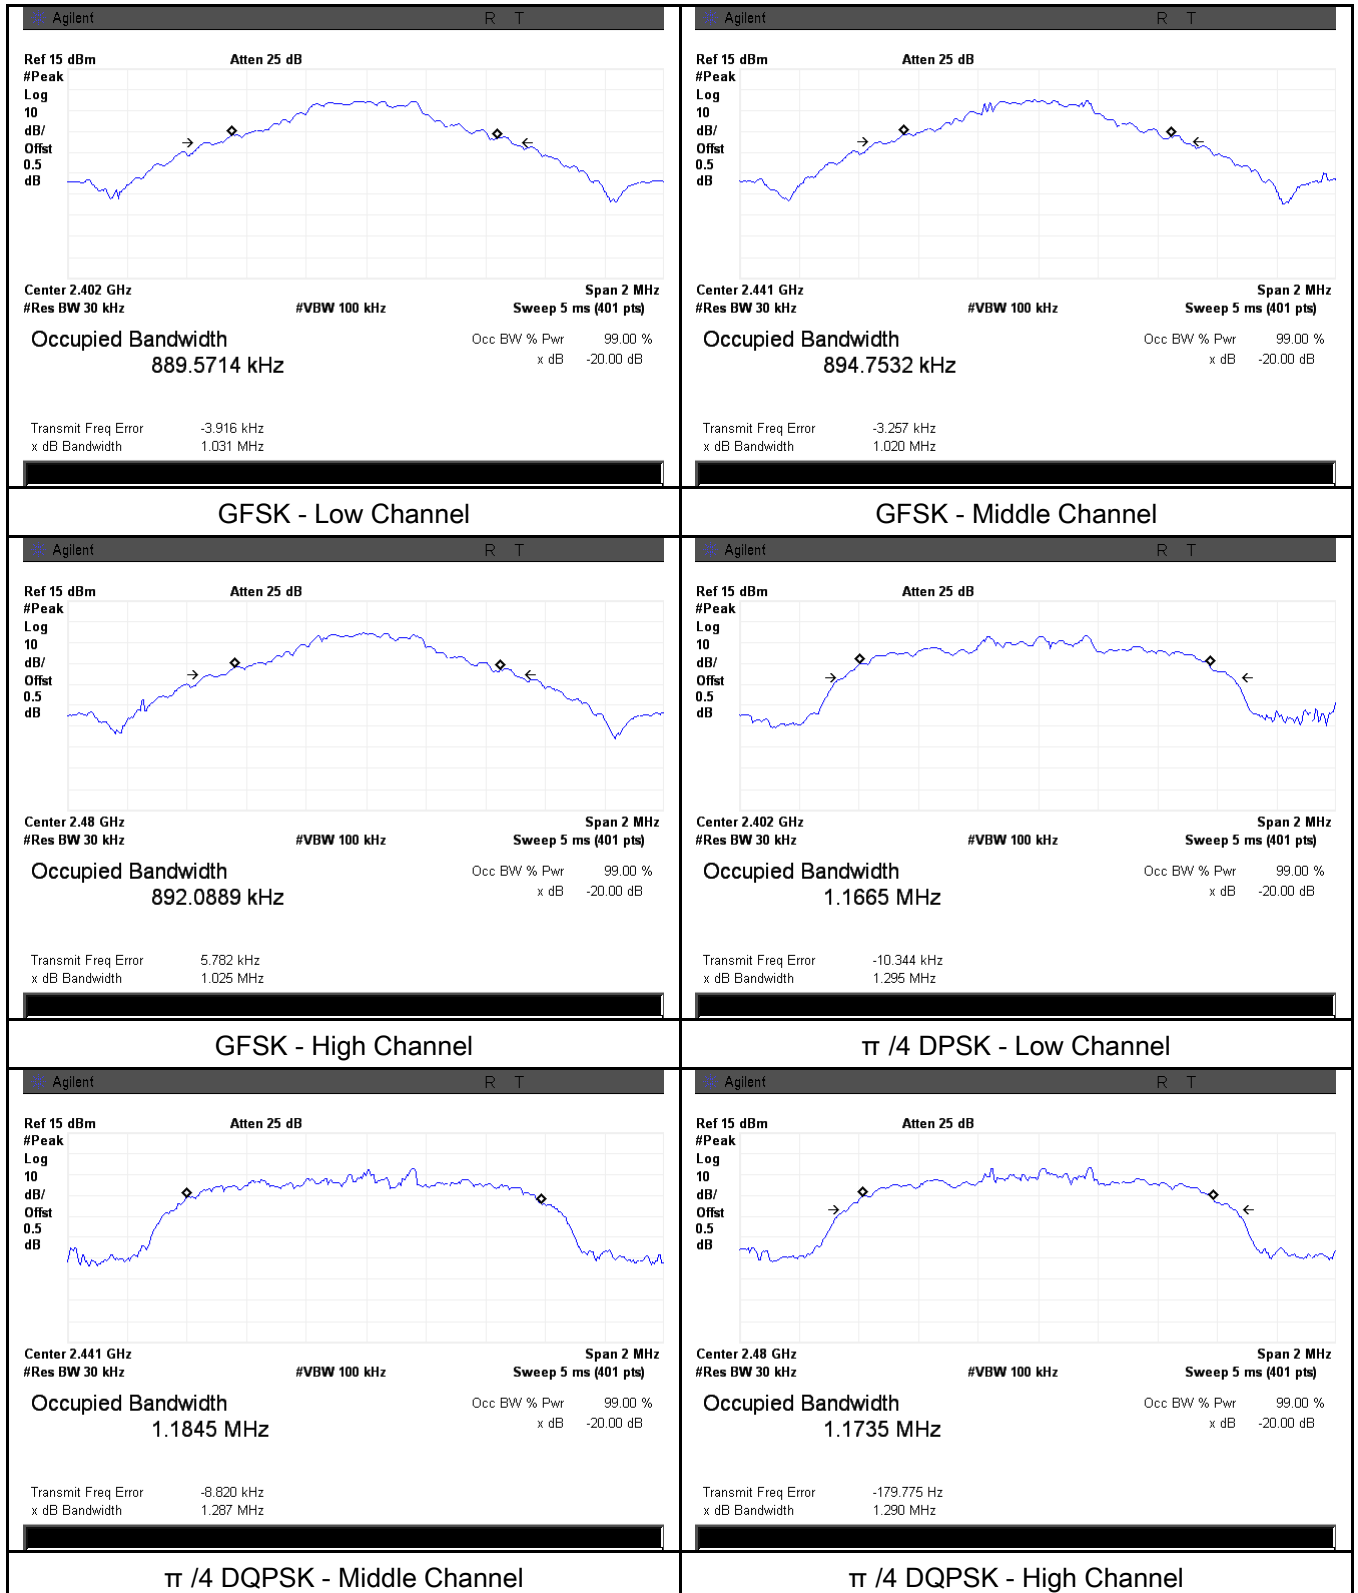 Agilent R T
Ref 15 dBm Atten 25 dB
#Peak
Log
10
dB/
Offst
0.5
dB
Center 2.402 GHz Span 2 MHz
#Res BW 30 kHz #VBW 100 kHz Sweep 5 ms (401 pts)
Occupied Bandwidth Occ BW % Pwr 99.00 %
889.5714 kHz x dB -20.00 dB
Transmit Freq Error -3.916 kHz
x dB Bandwidth 1.031 MHz
GFSK - Low Channel
Agilent R T
Ref 15 dBm Atten 25 dB
#Peak
Log
10
dB/
Offst
0.5
dB
Center 2.441 GHz Span 2 MHz
#Res BW 30 kHz #VBW 100 kHz Sweep 5 ms (401 pts)
Occupied Bandwidth Occ BW % Pwr 99.00 %
894.7532 kHz x dB -20.00 dB
Transmit Freq Error -3.257 kHz
x dB Bandwidth 1.020 MHz
GFSK - Middle Channel
Agilent R T
Ref 15 dBm Atten 25 dB
#Peak
Log
10
dB/
Offst
0.5
dB
Center 2.48 GHz Span 2 MHz
#Res BW 30 kHz #VBW 100 kHz Sweep 5 ms (401 pts)
Occupied Bandwidth Occ BW % Pwr 99.00 %
892.0889 kHz x dB -20.00 dB
Transmit Freq Error 5.782 kHz
x dB Bandwidth 1.025 MHz
GFSK - High Channel
Agilent R T
Ref 15 dBm Atten 25 dB
#Peak
Log
10
dB/
Offst
0.5
dB
Center 2.402 GHz Span 2 MHz
#Res BW 30 kHz #VBW 100 kHz Sweep 5 ms (401 pts)
Occupied Bandwidth Occ BW % Pwr 99.00 %
1.1665 MHz x dB -20.00 dB
Transmit Freq Error -10.344 kHz
x dB Bandwidth 1.295 MHz
π /4 DPSK - Low Channel
Agilent R T
Ref 15 dBm Atten 25 dB
#Peak
Log
10
dB/
Offst
0.5
dB
Center 2.441 GHz Span 2 MHz
#Res BW 30 kHz #VBW 100 kHz Sweep 5 ms (401 pts)
Occupied Bandwidth Occ BW % Pwr 99.00 %
1.1845 MHz x dB -20.00 dB
Transmit Freq Error -8.820 kHz
x dB Bandwidth 1.287 MHz
π /4 DQPSK - Middle Channel
Agilent R T
Ref 15 dBm Atten 25 dB
#Peak
Log
10
dB/
Offst
0.5
dB
Center 2.48 GHz Span 2 MHz
#Res BW 30 kHz #VBW 100 kHz Sweep 5 ms (401 pts)
Occupied Bandwidth Occ BW % Pwr 99.00 %
1.1735 MHz x dB -20.00 dB
Transmit Freq Error -179.775 Hz
x dB Bandwidth 1.290 MHz
π /4 DQPSK - High Channel